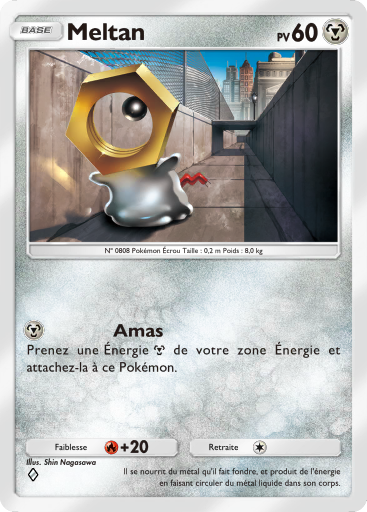 BASE Meltan PV 60
N° 0808 Pokémon Écrou Taille : 0,2 m Poids : 8,0 kg
Amas
Prenez une Énergie de votre zone Énergie et
attachez-la à ce Pokémon.
Faiblesse +20 Retraite
Illus. Shin Nagasawa
Il se nourrit du métal qu'il fait fondre, et produit de l'énergie
en faisant circuler du métal liquide dans son corps.